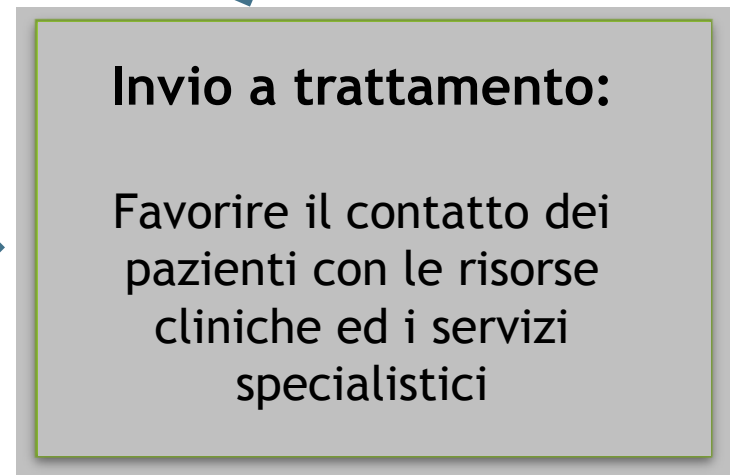 Invio a trattamento:
Favorire il contatto dei
pazienti con le risorse
cliniche ed i servizi
specialistici